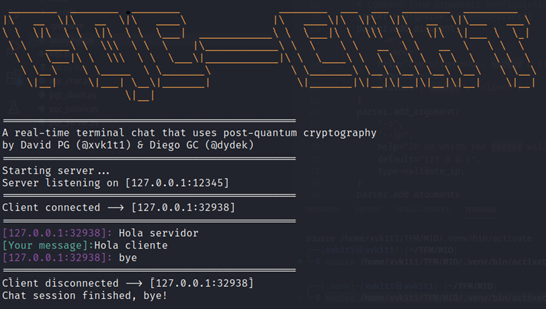 PQC-CHAT
A real-time terminal chat that uses post-quantum cryptography
by David PG (@xvk1t1) & Diego GC (@dydek)
Starting server...
Server listening on [127.0.0.1:12345]
Client connected —> [127.0.0.1:32938]
[127.0.0.1:32938]: Hola servidor
[Your message]:Hola cliente
[127.0.0.1:32938]: bye
Client disconnected —> [127.0.0.1:32938]
Chat session finished, bye!